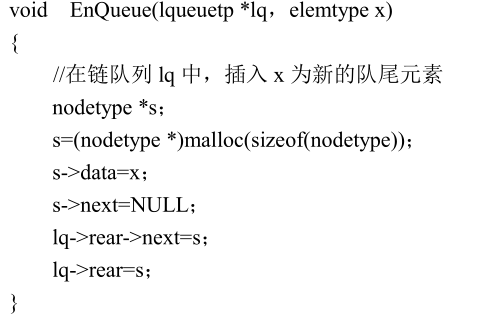 void EnQueue(lqueuetp *lq，elemtype x)
{
//在链队列 lq 中，插入 x 为新的队尾元素
nodetype *s；
s=(nodetype *)malloc(sizeof(nodetype))；
s->data=x；
s->next=NULL；
lq->rear->next=s；
lq->rear=s；
}